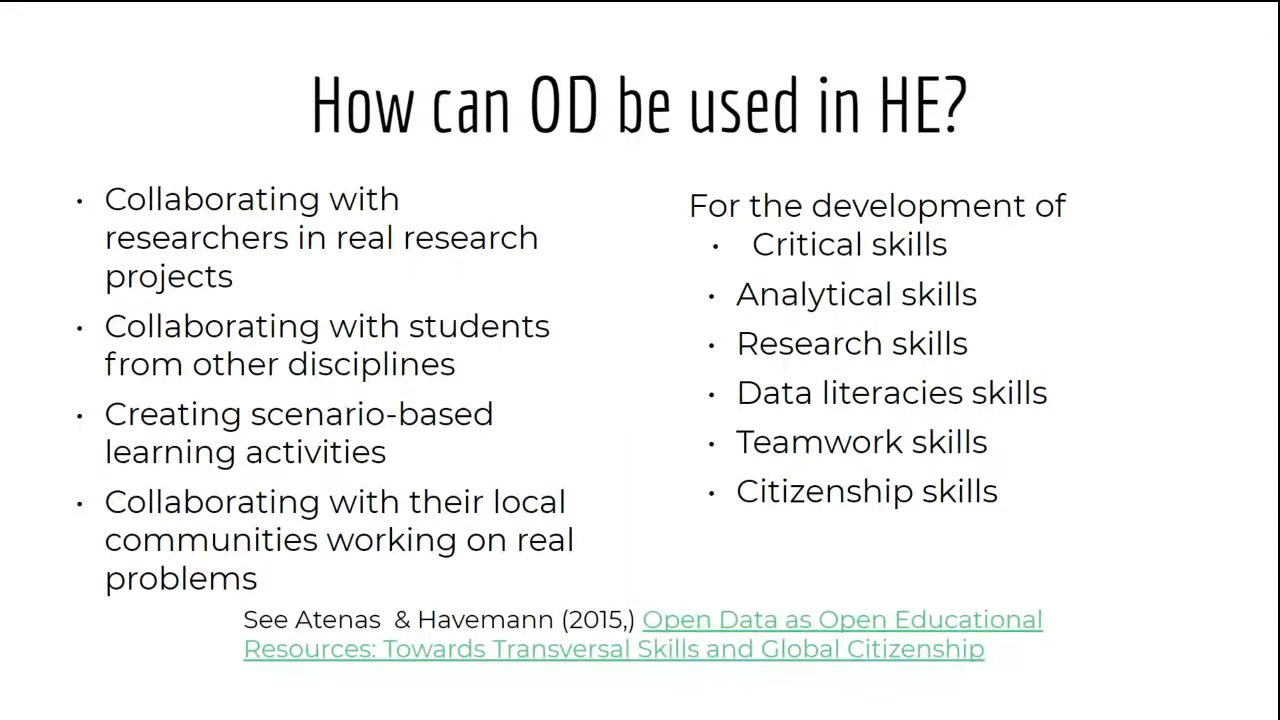 How can OD be used in HE?
• Collaborating with
researchers in real research
projects
• Collaborating with students
from other disciplines
• Creating scenario-based
learning activities
• Collaborating with their local
communities working on real
problems
For the development of
• Critical skills
• Analytical skills
• Research skills
• Data literacies skills
• Teamwork skills
• Citizenship skills
See Atenas & Havemann (2015,) Open Data as Open Educational
Resources: Towards Transversal Skills and Global Citizenship